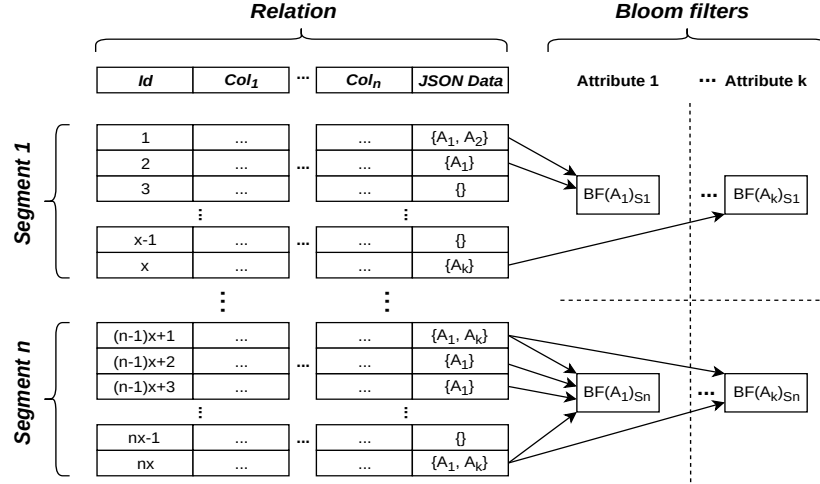 Relation Bloom filters
Id Col1 ... Coln JSON Data Attribute 1 ... Attribute k
Segment 1
1 ... ... {A1, A2}
2 ... ... ... {A1}
3 ... ... {}
... ...
BF(A1)S1 ... BF(Ak)S1
x-1 ... ... ... {}
x ... ... {Ak}
... ...
Segment n
(n-1)x+1 ... ... {A1, Ak}
(n-1)x+2 ... ... ... {A1}
(n-1)x+3 ... ... {A1}
BF(A1)Sn ... BF(Ak)Sn
... ...
nx-1 ... ... ... {}
nx ... ... {A1, Ak}